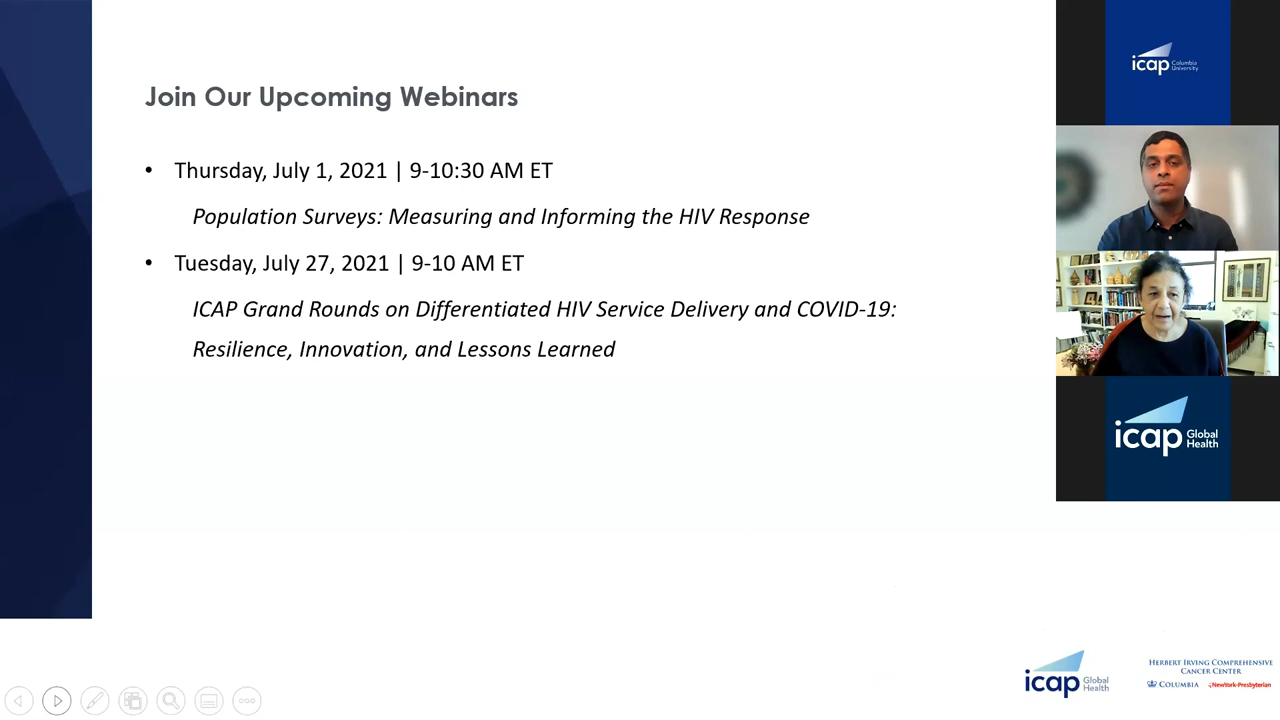 Join Our Upcoming Webinars
• Thursday, July 1, 2021 | 9-10:30 AM ET
Population Surveys: Measuring and Informing the HIV Response
• Tuesday, July 27, 2021 | 9-10 AM ET
ICAP Grand Rounds on Differentiated HIV Service Delivery and COVID-19:
Resilience, Innovation, and Lessons Learned
icap Columbia
University
icap Global
Health
icap Global
Health
Herbert Irving Comprehensive
Cancer Center
Columbia
NewYork-Presbyterian